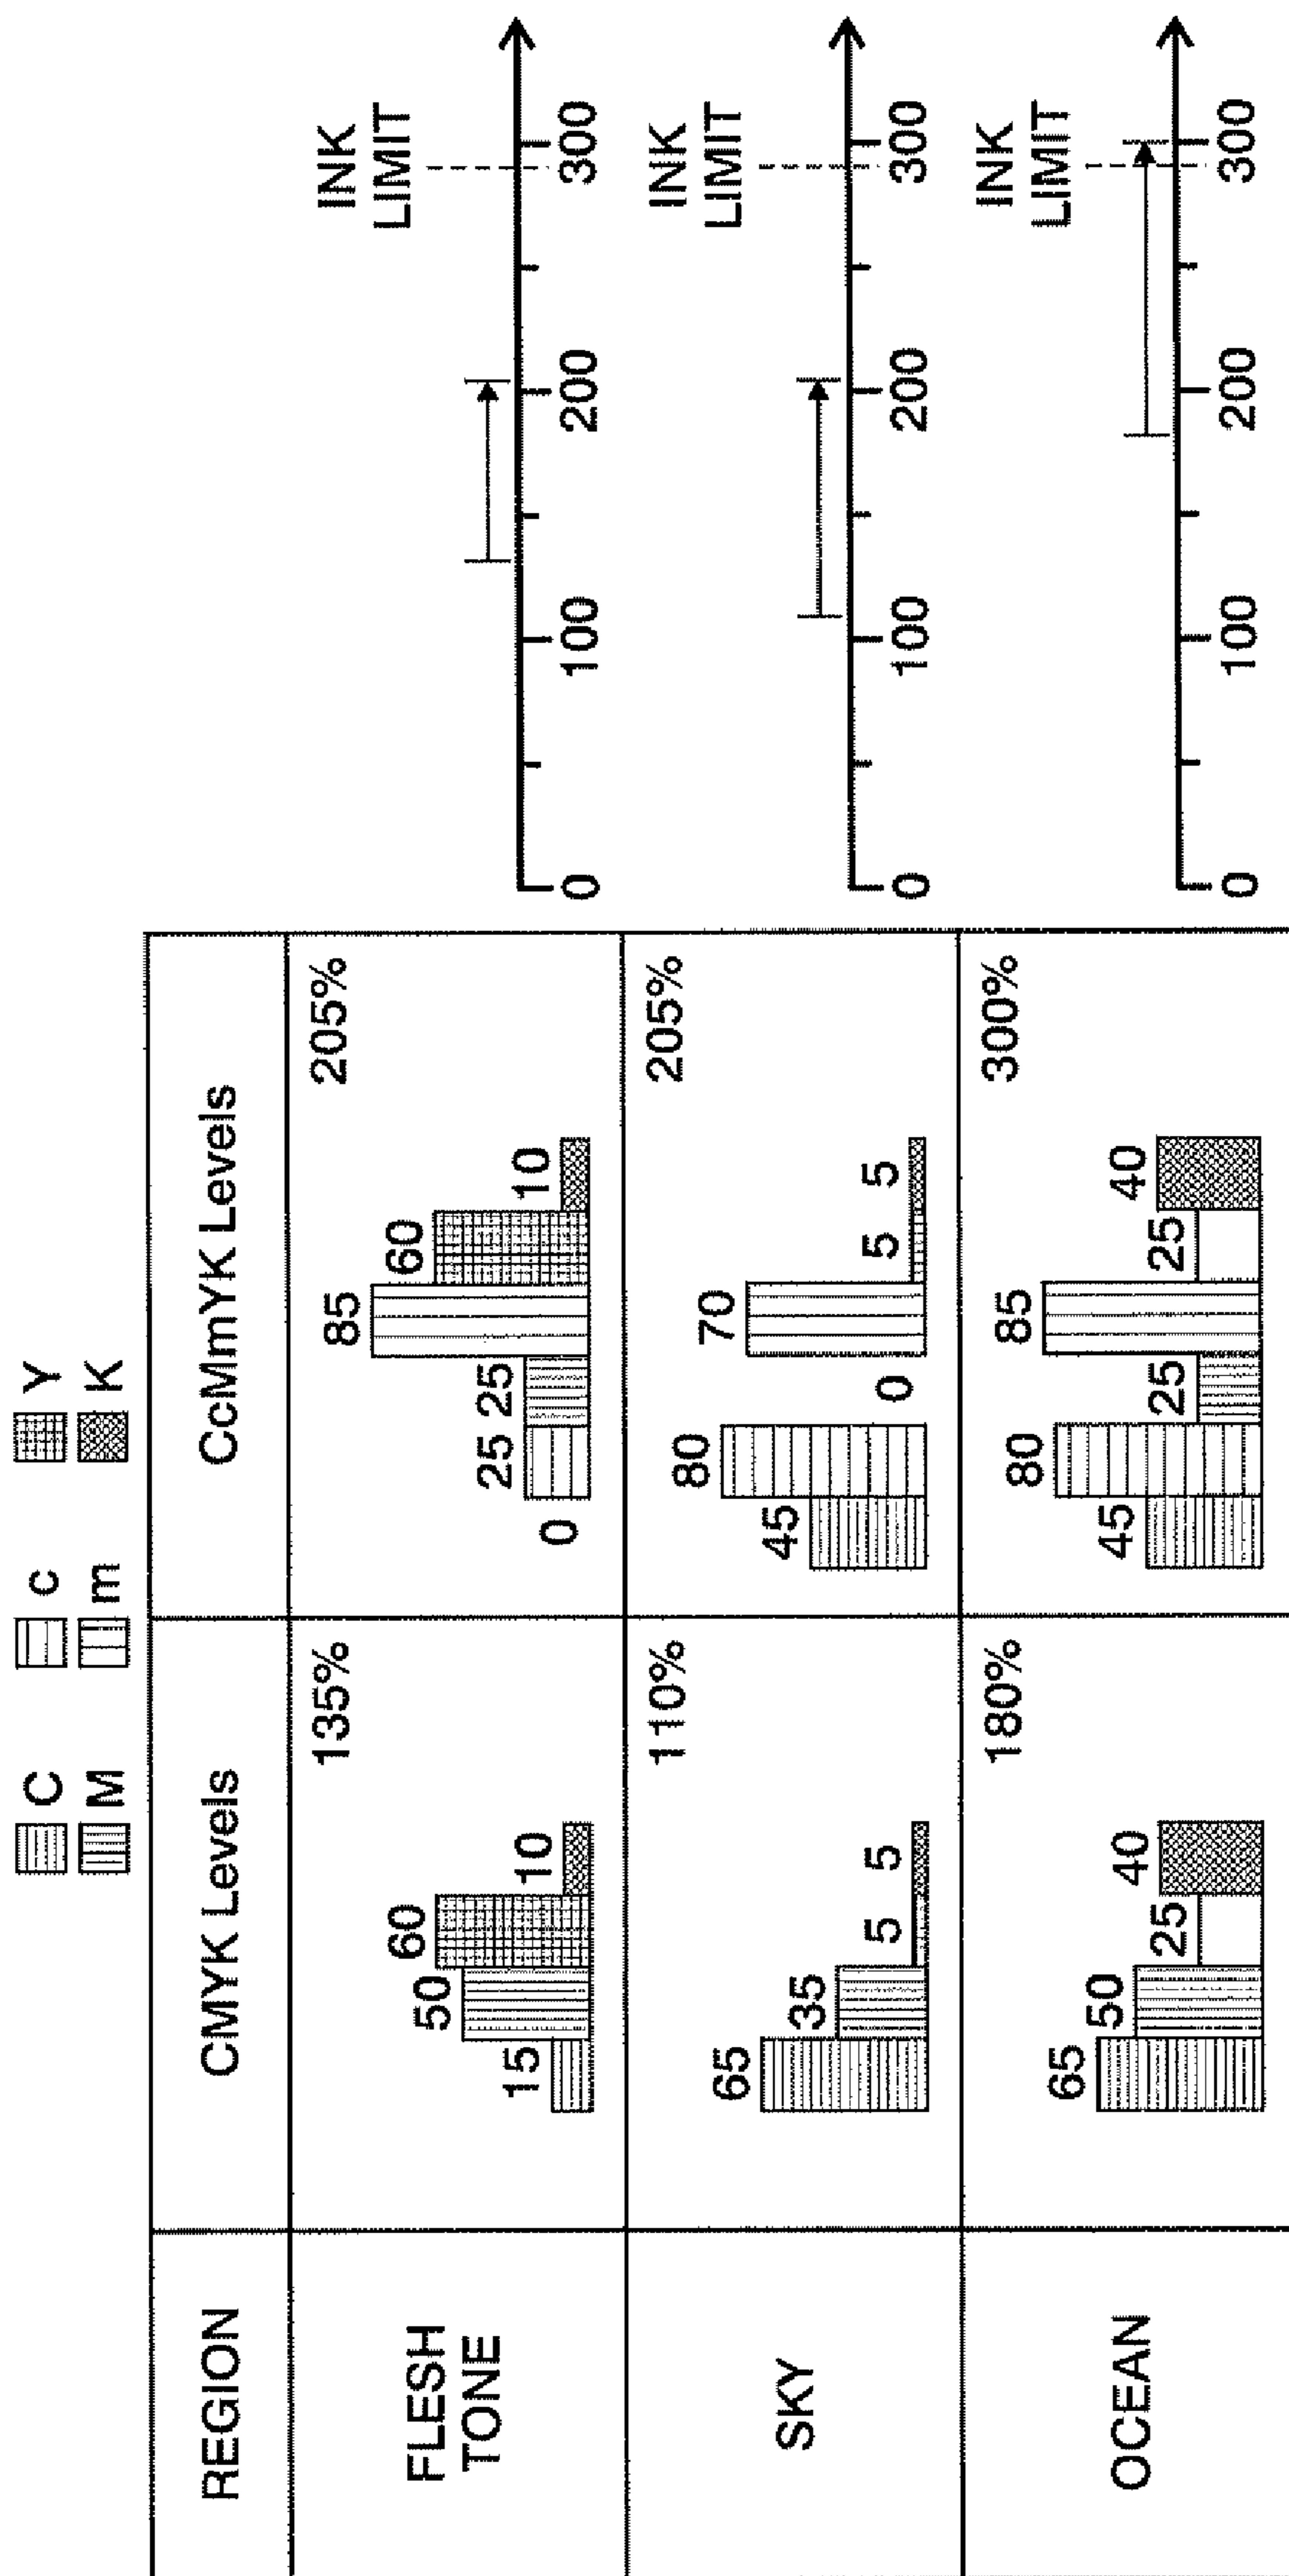 C c Y
M m K
REGION CMYK Levels CcMmYK Levels
FLESH
TONE
135%
15 50 60 10
205%
0 25 25 85 60 10
INK
LIMIT
0 100 200 300
SKY
110%
65 35 5 5
205%
45 80 0 70 5 5
INK
LIMIT
0 100 200 300
OCEAN
180%
65 50 25 40
300%
45 80 25 85 25 40
INK
LIMIT
0 100 200 300